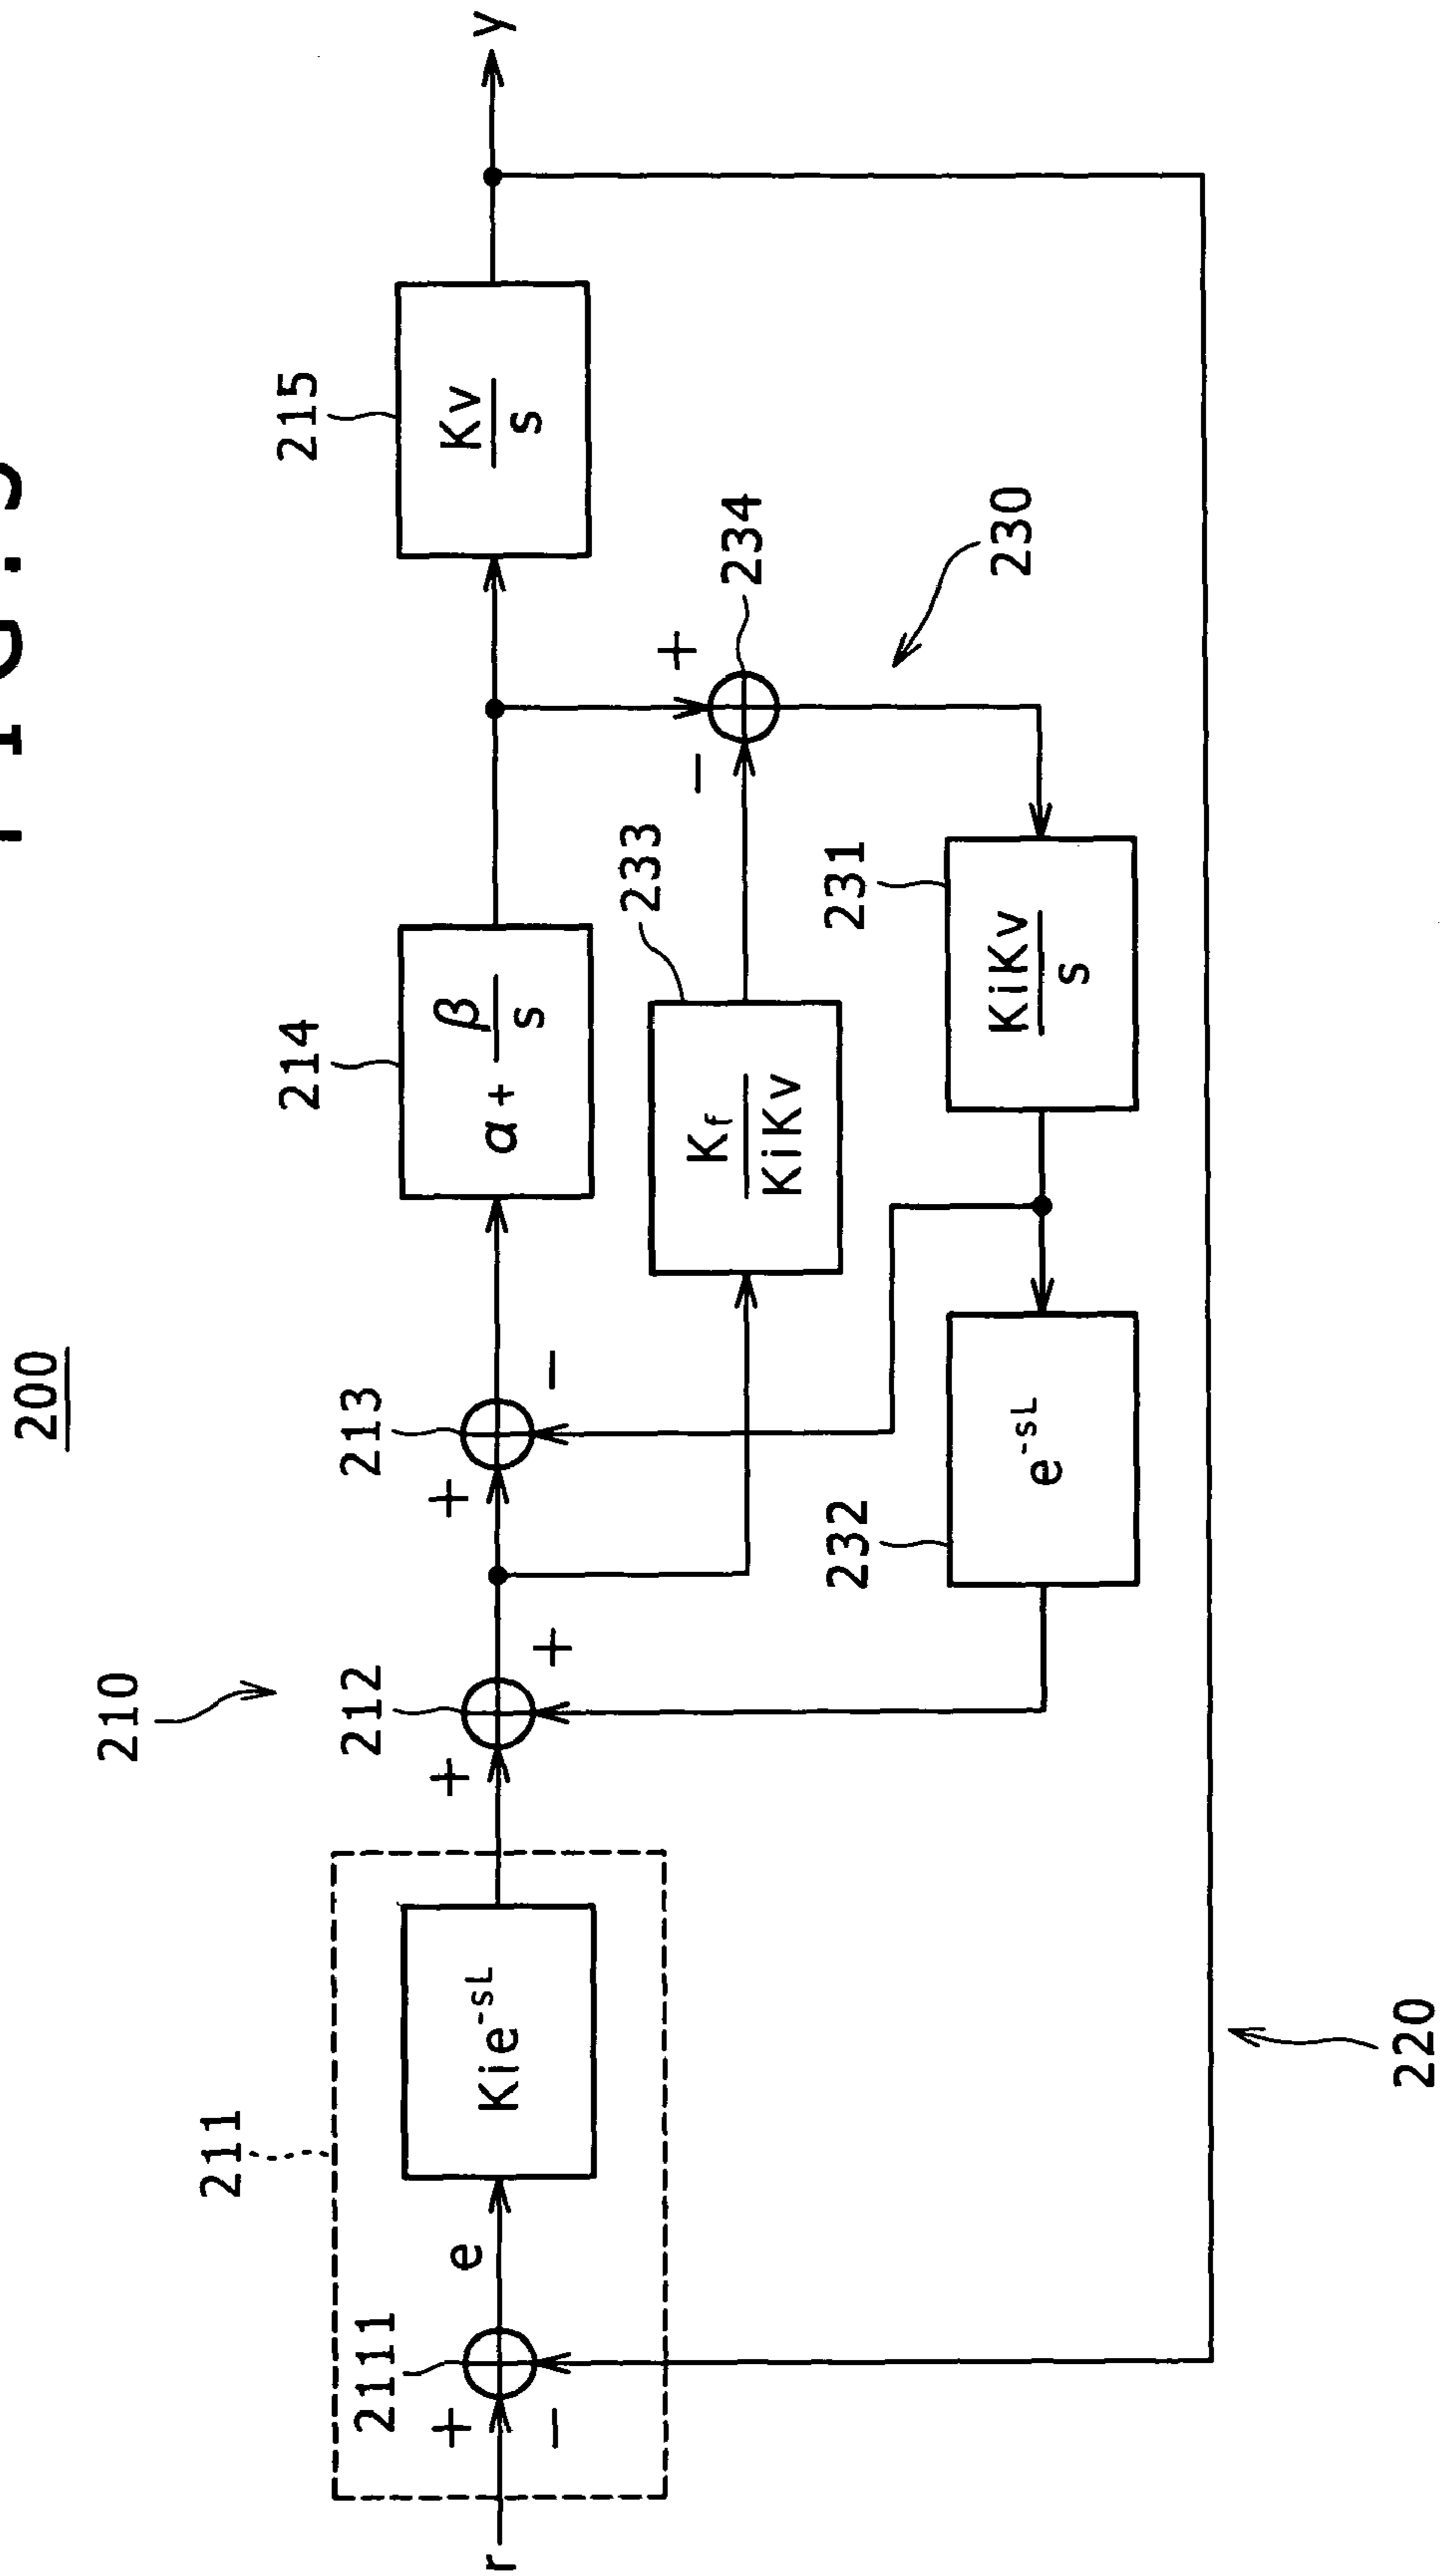 200
210
211
2111
212
213
214
215
r
+
−
e
Kie⁻ˢᴸ
+
+
+
−
α + β/s
Kv/s
y
233
Kf/KiKv
234
+
−
230
231
KiKv/s
232
e⁻ˢᴸ
220